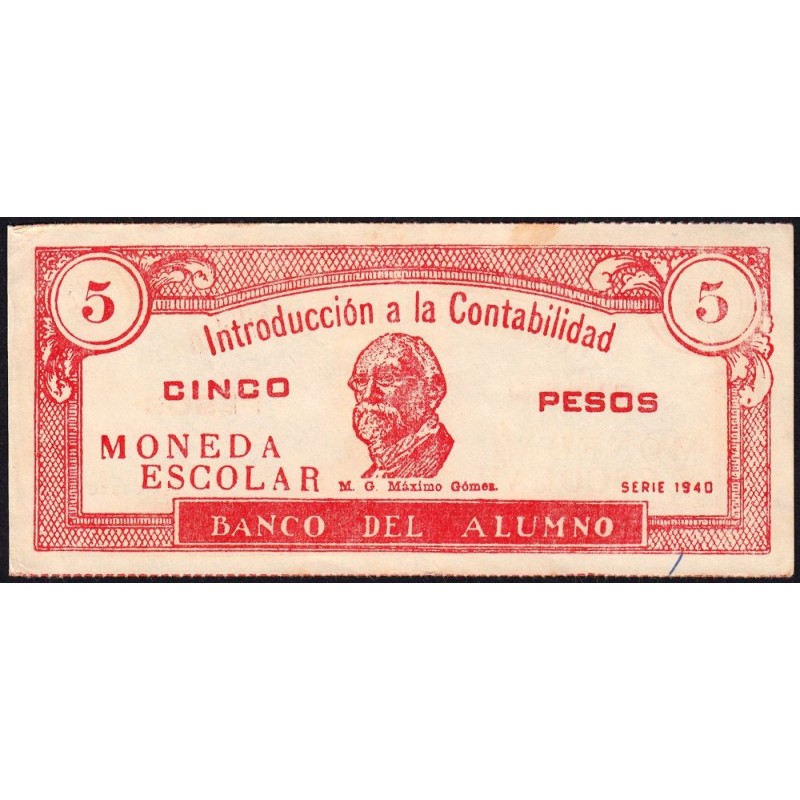 5 5
Introducción a la Contabilidad
CINCO PESOS
MONEDA
ESCOLAR
M. G. Máximo Gómez.
SERIE 1940
BANCO DEL ALUMNO